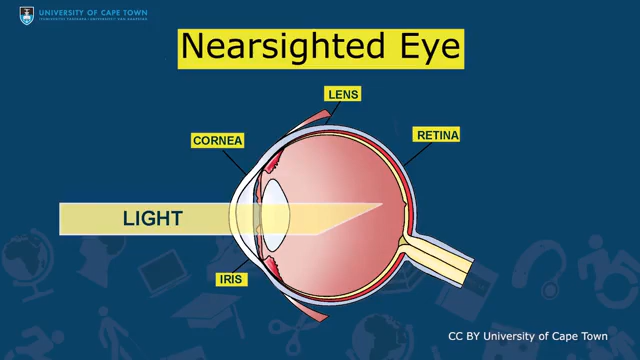 UNIVERSITY OF CAPE TOWN
Nearsighted Eye
LENS
RETINA
CORNEA
LIGHT
IRIS
CC BY University of Cape Town